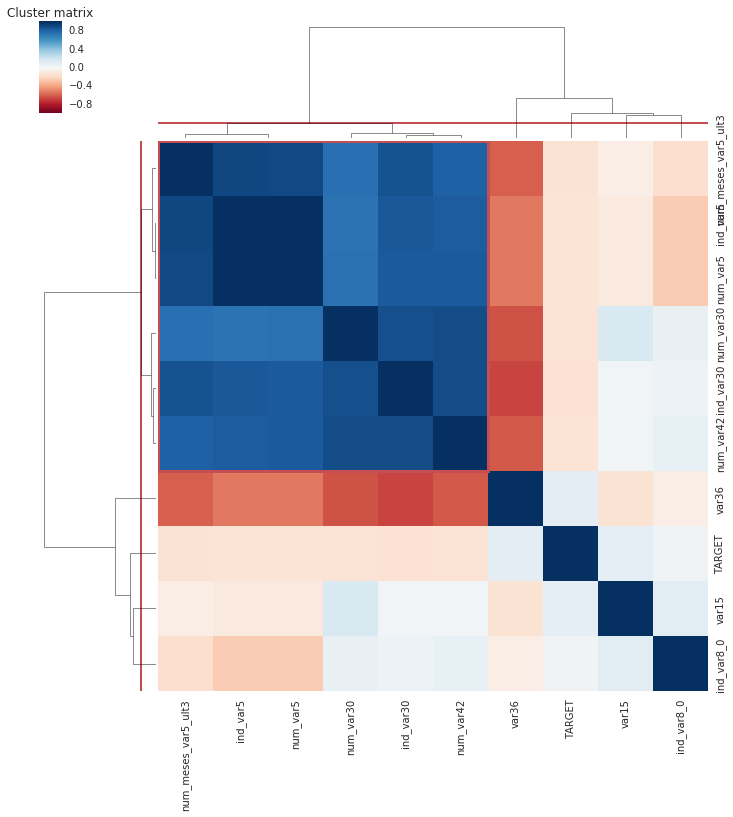 Cluster matrix
0.8
0.4
0.0
−0.4
−0.8
num_meses_var5_ult3
ind_var5
num_var5
num_var30
ind_var30
num_var42
var36
TARGET
var15
ind_var8_0
num_meses_var5_ult3
ind_var5
num_var5
num_var30
ind_var30
num_var42
var36
TARGET
var15
ind_var8_0